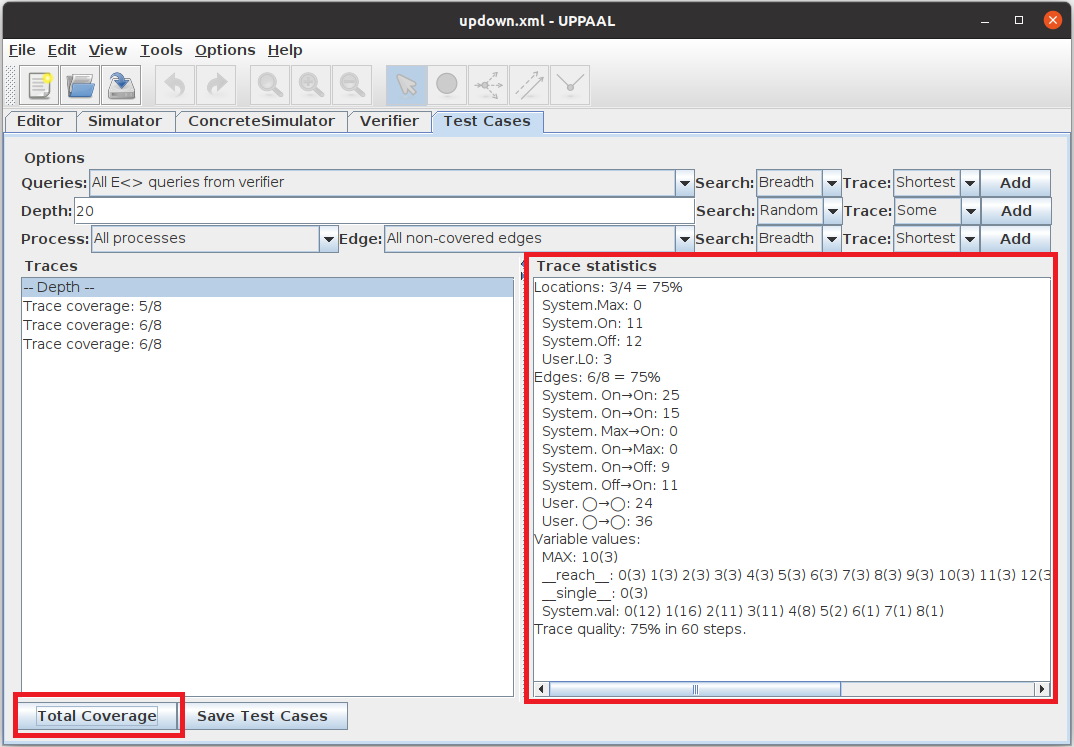 updown.xml - UPPAAL
File Edit View Tools Options Help
Editor Simulator ConcreteSimulator Verifier Test Cases
Options
Queries: All E<> queries from verifier Search: Breadth Trace: Shortest Add
Depth: 20 Search: Random Trace: Some Add
Process: All processes Edge: All non-covered edges Search: Breadth Trace: Shortest Add
Traces
-- Depth --
Trace coverage: 5/8
Trace coverage: 6/8
Trace coverage: 6/8
Trace statistics
Locations: 3/4 = 75%
System.Max: 0
System.On: 11
System.Off: 12
User.L0: 3
Edges: 6/8 = 75%
System. On→On: 25
System. On→On: 15
System. Max→On: 0
System. On→Max: 0
System. On→Off: 9
System. Off→On: 11
User. ◯→◯: 24
User. ◯→◯: 36
Variable values:
MAX: 10(3)
__reach__: 0(3) 1(3) 2(3) 3(3) 4(3) 5(3) 6(3) 7(3) 8(3) 9(3) 10(3) 11(3) 12(3
__single__: 0(3)
System.val: 0(12) 1(16) 2(11) 3(11) 4(8) 5(2) 6(1) 7(1) 8(1)
Trace quality: 75% in 60 steps.
Total Coverage Save Test Cases